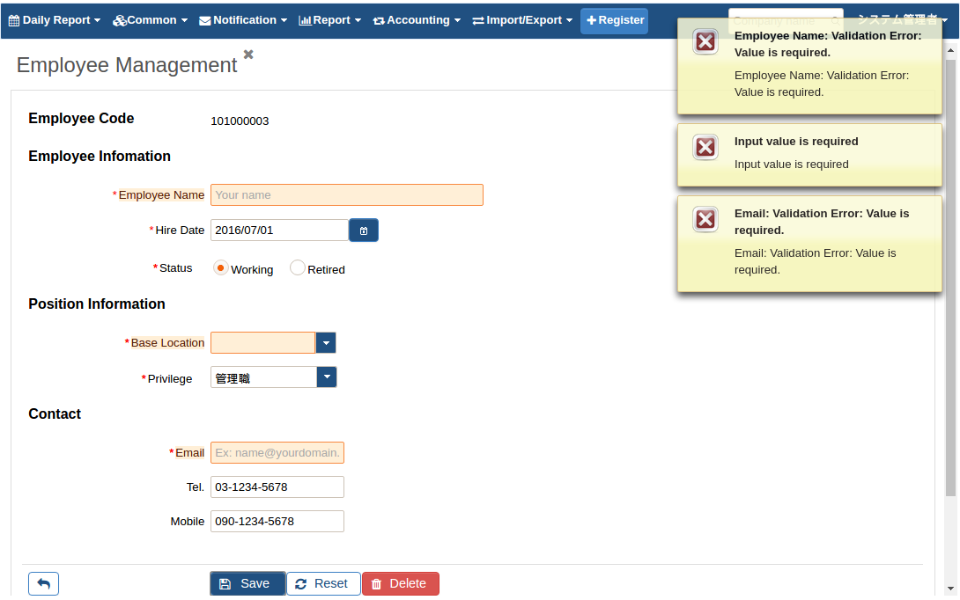 Daily Report Common Notification Report Accounting Import/Export Register システム管理者
Employee Management
Employee Code 101000003
Employee Infomation
*Employee Name Your name
*Hire Date 2016/07/01
*Status Working Retired
Position Information
*Base Location
*Privilege 管理職
Contact
*Email Ex: name@yourdomain.
Tel. 03-1234-5678
Mobile 090-1234-5678
Save Reset Delete
Employee Name: Validation Error:
Value is required.
Employee Name: Validation Error:
Value is required.
Input value is required
Input value is required
Email: Validation Error: Value is
required.
Email: Validation Error: Value is
required.